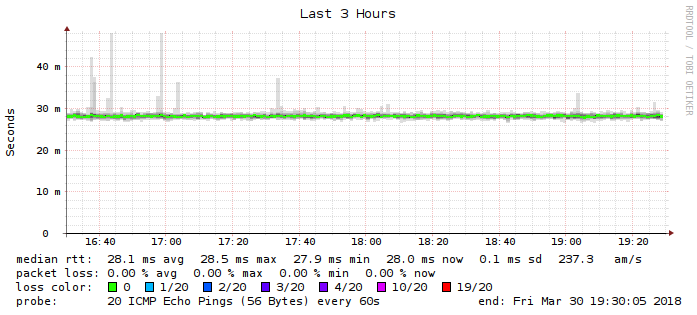 Last 3 Hours
RRDTOOL / TOBI OETIKER
Seconds
40 m
30 m
20 m
10 m
0
16:40 17:00 17:20 17:40 18:00 18:20 18:40 19:00 19:20
median rtt: 28.1 ms avg 28.5 ms max 27.9 ms min 28.0 ms now 0.1 ms sd 237.3 am/s
packet loss: 0.00 % avg 0.00 % max 0.00 % min 0.00 % now
loss color: 0 1/20 2/20 3/20 4/20 10/20 19/20
probe: 20 ICMP Echo Pings (56 Bytes) every 60s end: Fri Mar 30 19:30:05 2018